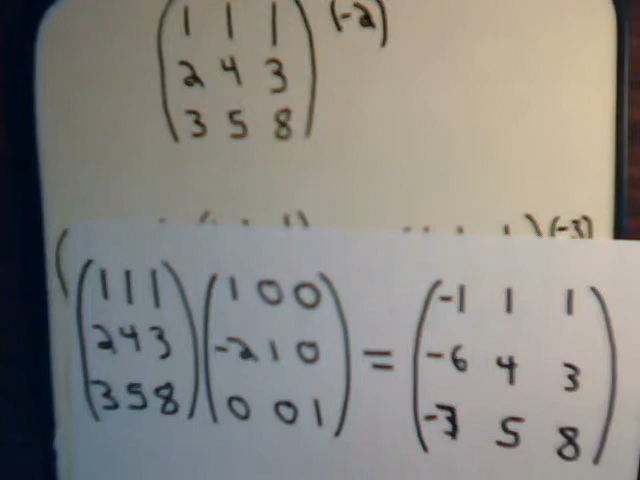 1 1 1 (-2)
2 4 3
3 5 8
(-3)
(1 1 1) (1 0 0) = (-1 1 1)
(2 4 3) (-2 1 0) (-6 4 3)
(3 5 8) (0 0 1) (5 8)